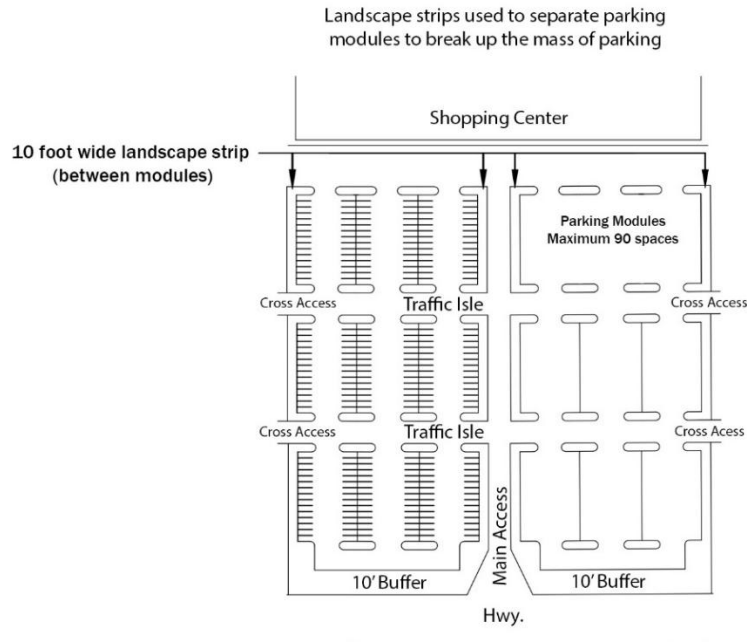 Landscape strips used to separate parking
modules to break up the mass of parking
Shopping Center
10 foot wide landscape strip
(between modules)
Parking Modules
Maximum 90 spaces
Cross Access
Traffic Isle
Cross Access
Cross Access
Traffic Isle
Cross Acess
Main Access
10' Buffer
10' Buffer
Hwy.